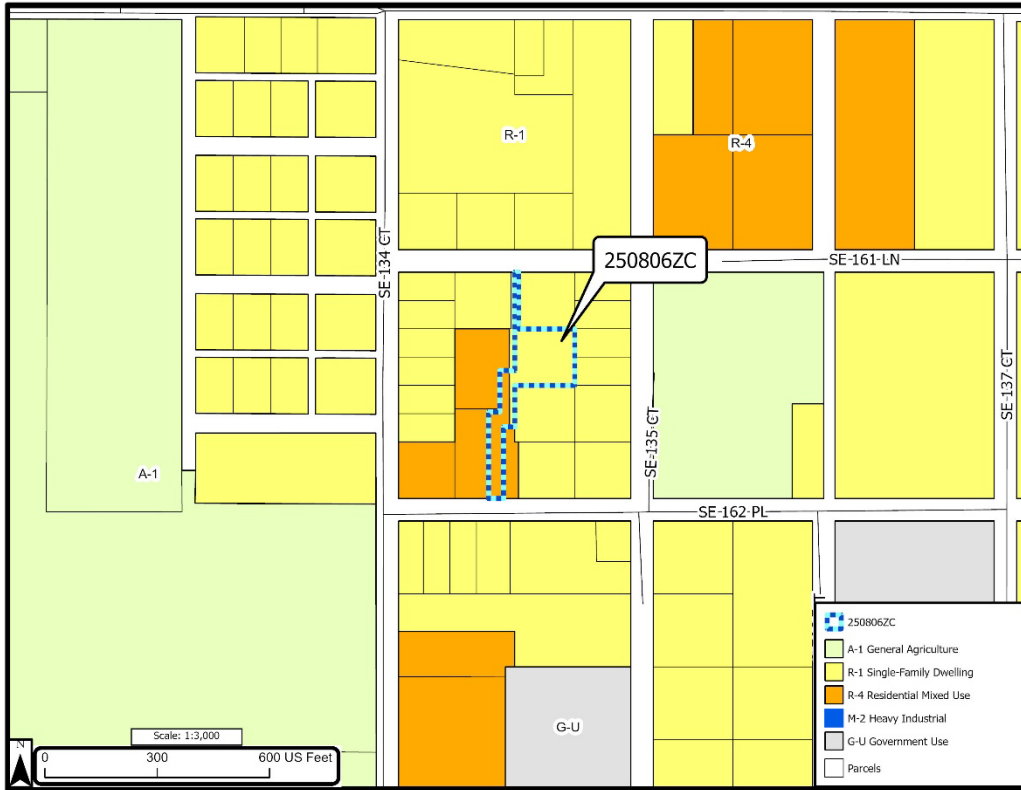 R-1
R-4
SE 134 CT
250806ZC
SE 161 LN
SE 135 CT
SE 137 CT
A-1
SE 162 PL
G-U
250806ZC
A-1 General Agriculture
R-1 Single-Family Dwelling
R-4 Residential Mixed Use
M-2 Heavy Industrial
G-U Government Use
Parcels
Scale: 1:3,000
N
0 300 600 US Feet